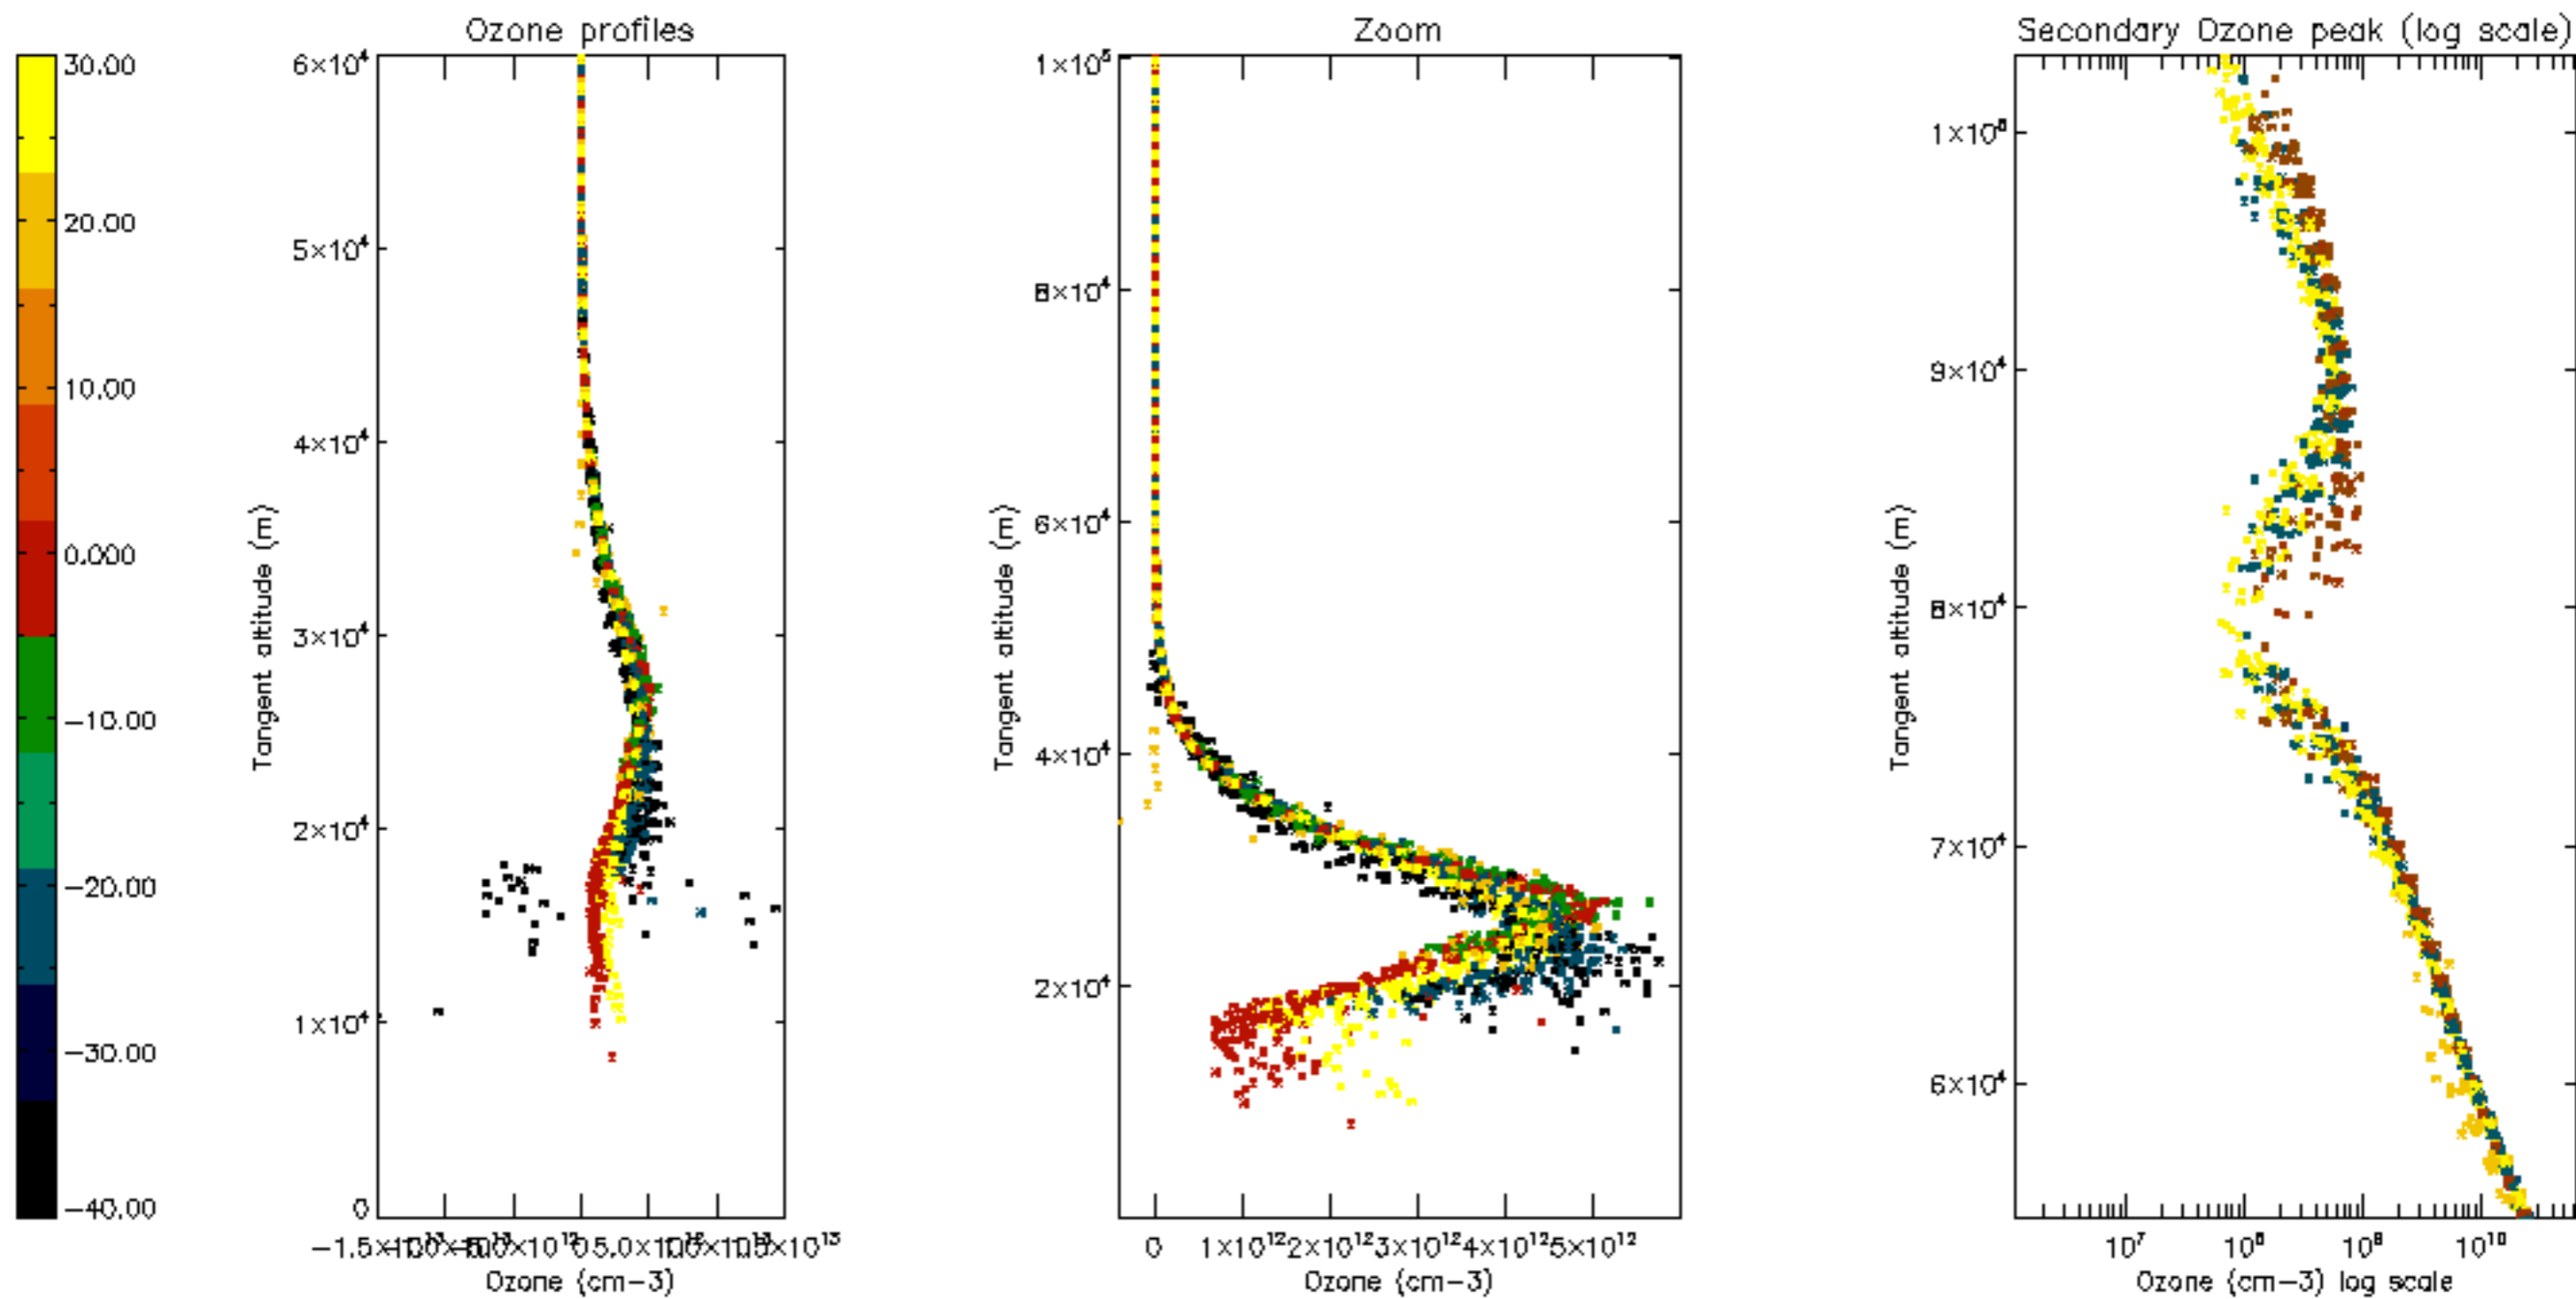 Ozone profiles
Zoom
Secondary Ozone peak (log scale)
30.00
20.00
10.00
0.000
-10.00
-20.00
-30.00
-40.00
6×10⁴
5×10⁴
4×10⁴
3×10⁴
2×10⁴
1×10⁴
0
Tangent altitude (m)
Ozone (cm-3)
1×10⁵
8×10⁴
6×10⁴
4×10⁴
2×10⁴
Tangent altitude (m)
0 1×10¹² 2×10¹² 3×10¹² 4×10¹² 5×10¹²
Ozone (cm-3)
9×10⁴
8×10⁴
7×10⁴
6×10⁴
Tangent altitude (m)
10⁷ 10⁸ 10⁹ 10¹⁰
Ozone (cm-3) log scale